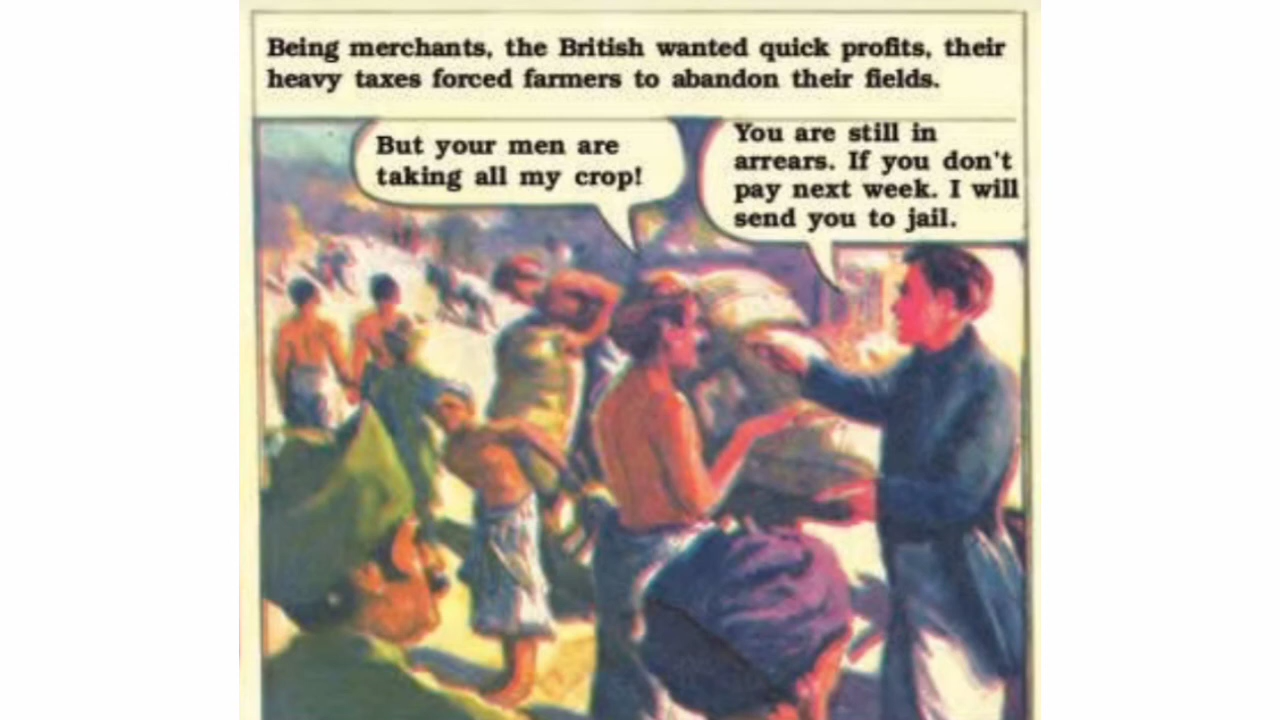 Being merchants, the British wanted quick profits, their
heavy taxes forced farmers to abandon their fields.
But your men are
taking all my crop!
You are still in
arrears. If you don't
pay next week. I will
send you to jail.